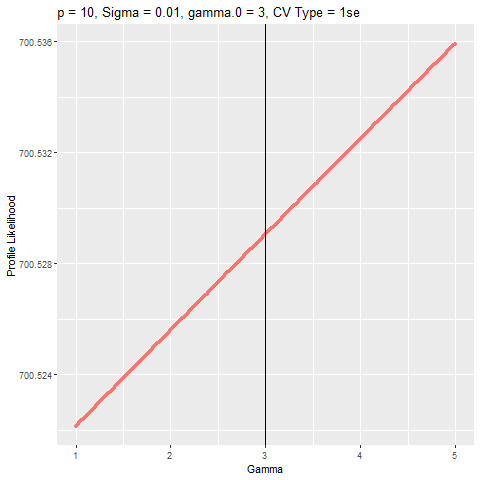 p = 10, Sigma = 0.01, gamma.0 = 3, CV Type = 1se
700.536
700.532
700.528
700.524
Profile Likelihood
1 2 3 4 5
Gamma